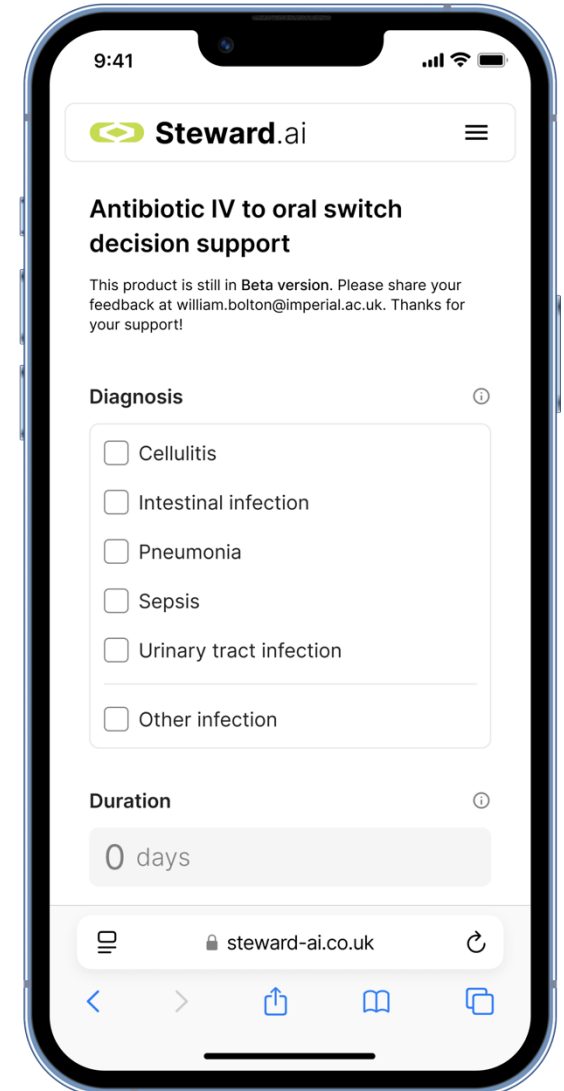 9:41
Steward.ai
Antibiotic IV to oral switch
decision support
This product is still in Beta version. Please share your
feedback at william.bolton@imperial.ac.uk. Thanks for
your support!
Diagnosis
Cellulitis
Intestinal infection
Pneumonia
Sepsis
Urinary tract infection
Other infection
Duration
0 days
steward-ai.co.uk